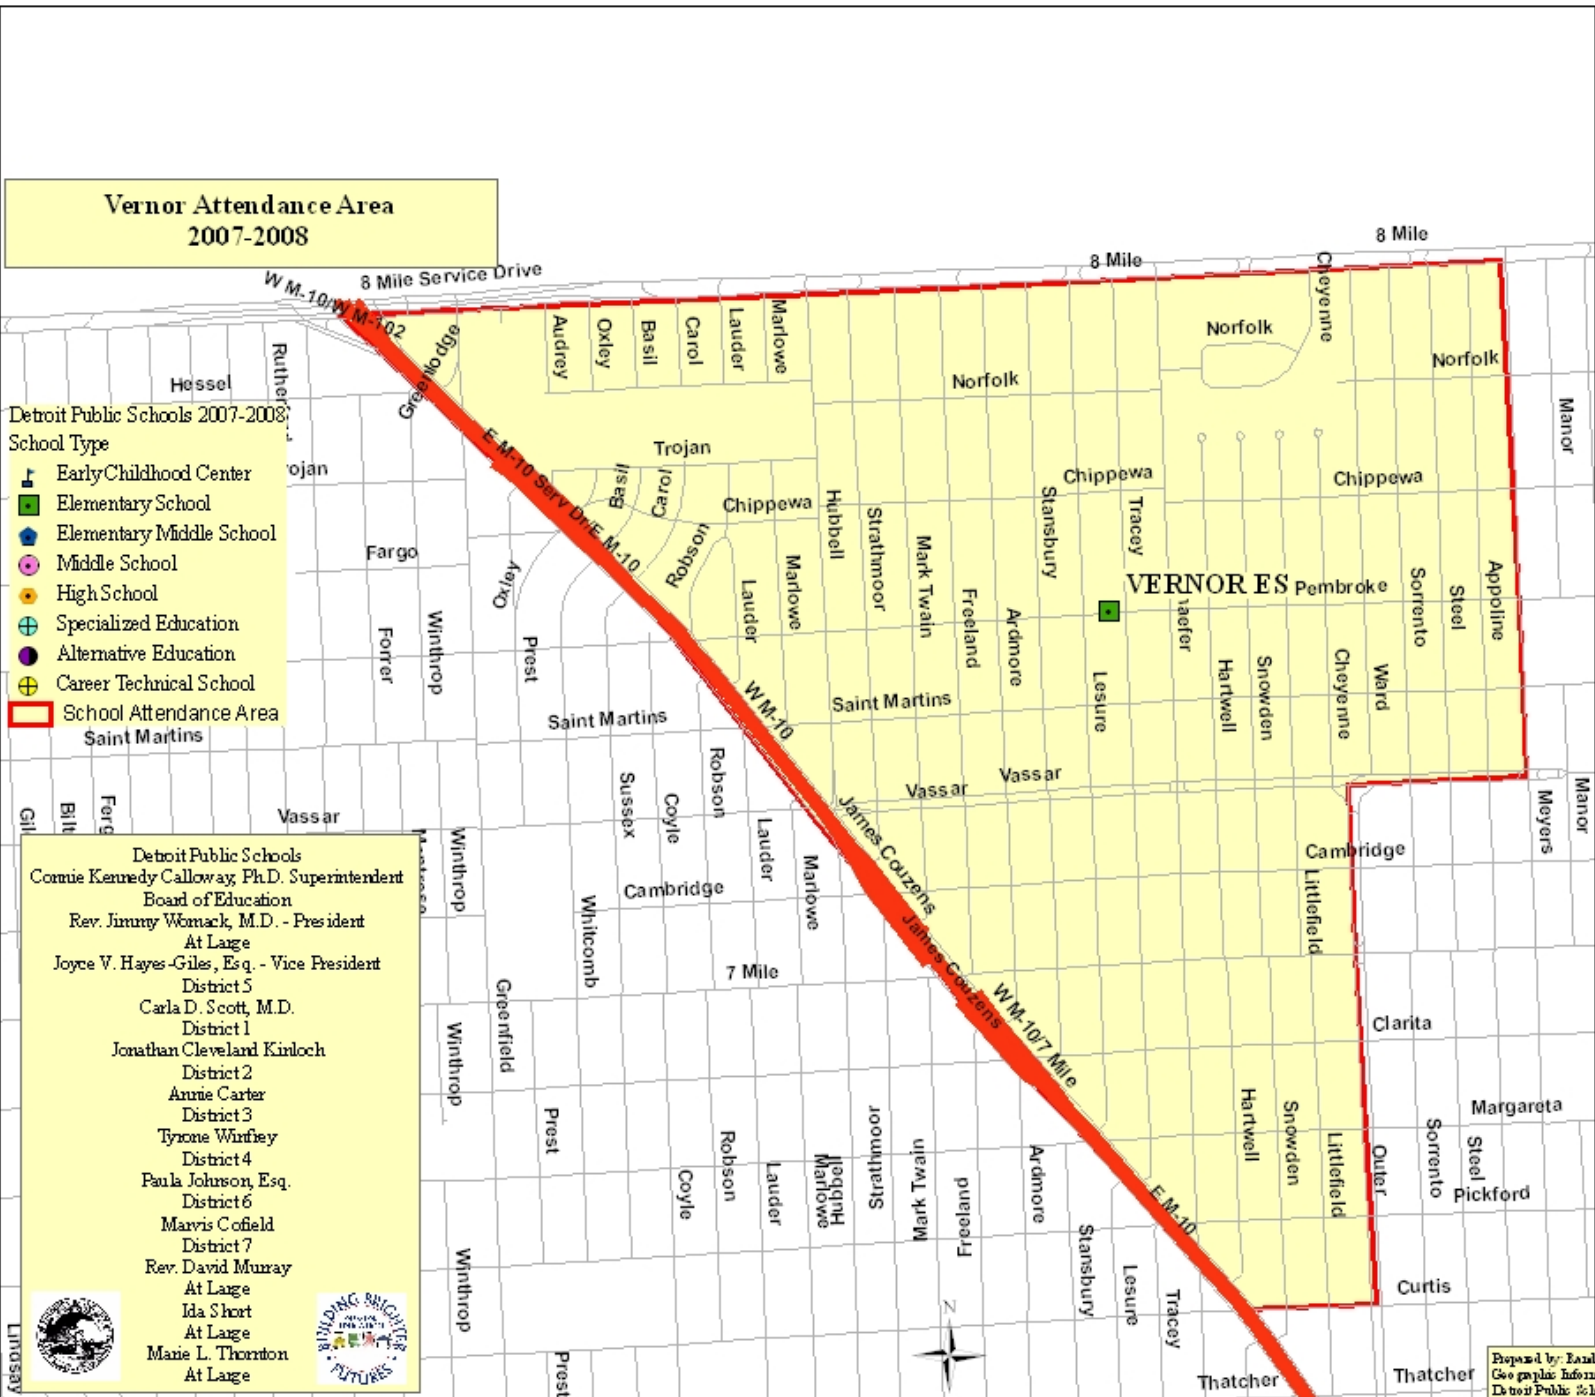 Vernor Attendance Area
2007-2008
8 Mile
8 Mile
8 Mile Service Drive
W M-10/W M-102
Cheyenne
Greenlodge
Audrey
Oxley
Basil
Carol
Lauder
Marlowe
Norfolk
Norfolk
Norfolk
Hessel
Manor
Detroit Public Schools 2007-2008
School Type
Early Childhood Center
Elementary School
Elementary Middle School
Middle School
High School
Specialized Education
Alternative Education
Career Technical School
School Attendance Area
E M-10 Serv Dr/E M-10
Trojan
Basil
Carol
Chippewa
Chippewa
Chippewa
Robson
Hubbell
Strathmoor
Mark Twain
Stansbury
Tracey
Fargo
Oxley
Lauder
Marlowe
Freeland
Ardmore
VERNOR ES
Pembroke
Sorrento
Steel
Appoline
Forrer
Winthrop
Prest
Lesure
Hartwell
Snowden
Cheyenne
Ward
Saint Martins
Saint Martins
Saint Martins
W M-10
Vassar
Vassar
Vassar
Robson
Sussex
Coyle
Lauder
Marlowe
James Couzens
James Couzens
Manor
Meyers
Cambridge
Cambridge
Littlefield
Winthrop
Whitcomb
7 Mile
W M-10/7 Mile
Greenfield
Winthrop
Clarita
Margareta
Detroit Public Schools
Connie Kennedy Calloway, Ph.D. Superintendent
Board of Education
Rev. Jimmy Womack, M.D. - President
At Large
Joyce V. Hayes-Giles, Esq. - Vice President
District 5
Carla D. Scott, M.D.
District 1
Jonathan Cleveland Kinloch
District 2
Annie Carter
District 3
Tyrone Winfrey
District 4
Paula Johnson, Esq.
District 6
Marvis Cofield
District 7
Rev. David Murray
At Large
Ida Short
At Large
Marie L. Thornton
At Large
BUILDING BRIGHTER
FUTURES
Prest
Robson
Coyle
Lauder
Marlowe
Hubbell
Strathmoor
Mark Twain
Freeland
Ardmore
Stansbury
Lesure
Tracey
E M-10
Hartwell
Snowden
Littlefield
Outer
Sorrento
Steel
Pickford
Curtis
Winthrop
Prest
Lindsay
N
Thatcher
Thatcher
Prepared by:
Detroit Public